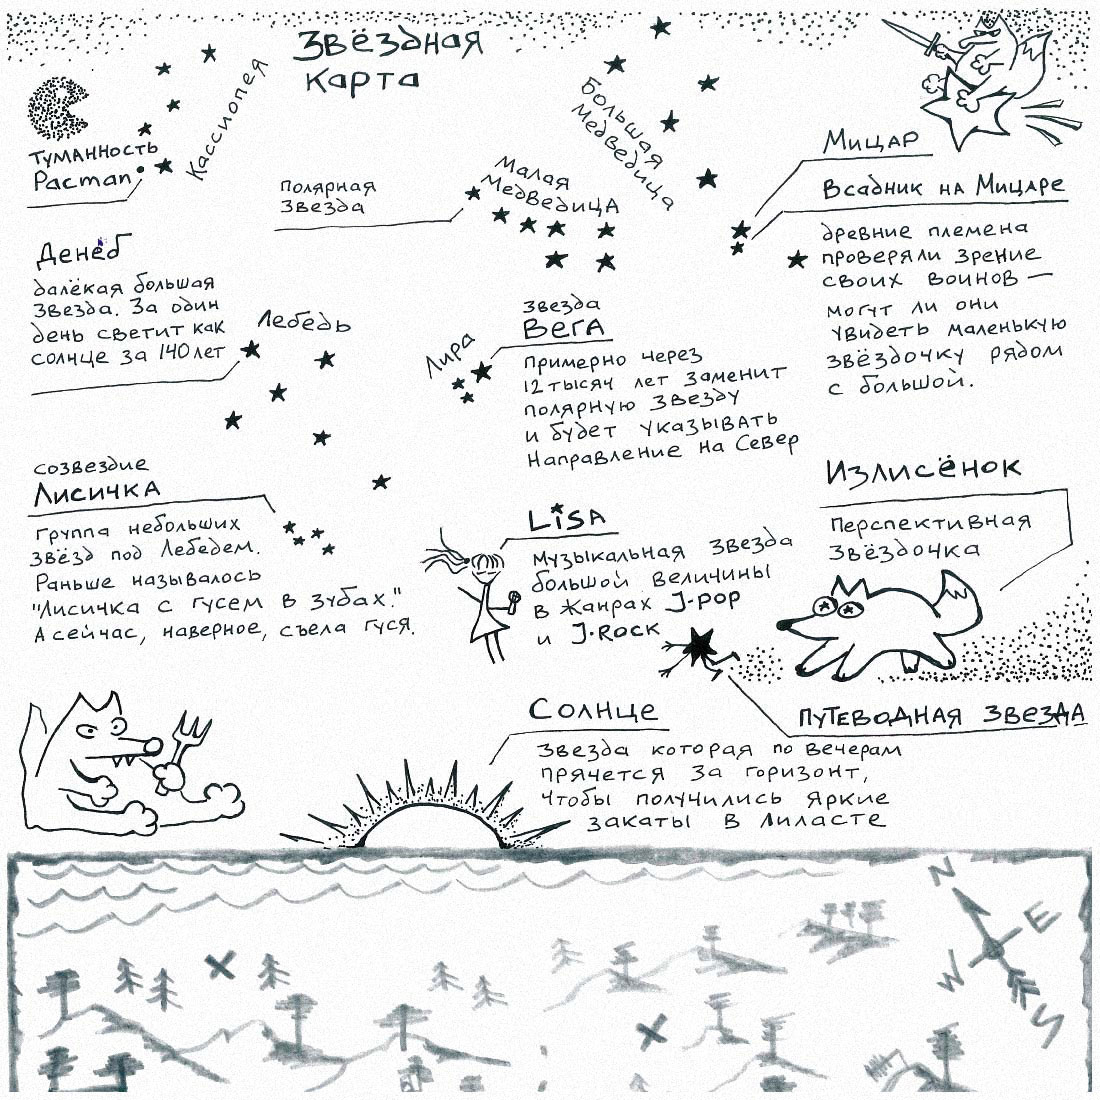 Звёздная
карта
Кассиопея
Туманность
Pacman
Большая
Медведица
Малая
Медведица
Полярная
Звезда
Мицар
Всадник на Мицаре
древние племена
проверяли зрение
своих воинов —
могут ли они
увидеть маленькую
звёздочку рядом
с большой.
Денеб
далёкая большая
Звезда. За один
день светит как
солнце за 140 лет
Лебедь
Лира
звезда
Вега
примерно через
12 тысяч лет заменит
полярную звезду
и будет указывать
Направление на Север
созвездие
Лисичка
группа небольших
звёзд под Лебедем.
Раньше называлось
"Лисичка с гусем в зубах."
А сейчас, наверное, съела гуся.
LiSA
музыкальная звезда
большой величины
в жанрах J-POP
и J-ROCK
Излисёнок
Перспективная
звёздочка
Путеводная звезда
Солнце
Звезда которая по вечерам
прячется за горизонт,
чтобы получились яркие
закаты в Лиласте
N
E
W
S